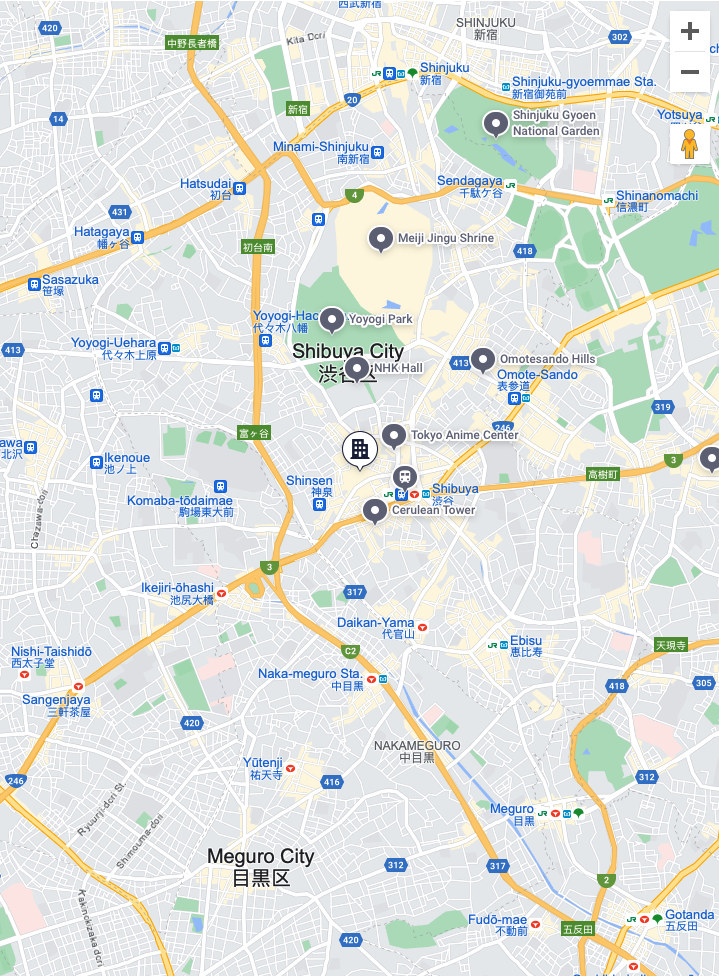 西武新宿
420
SHINJUKU
新宿
302
中野長者橋
Kita Dori
Shinjuku
新宿
JR
Shinjuku-gyoemmae Sta.
新宿御苑前
20
新宿
14
Shinjuku Gyoen
National Garden
Yotsuya
Minami-Shinjuku
南新宿
Hatsudai
初台
4
Sendagaya
千駄ケ谷
JR
JR
Shinanomachi
信濃町
431
Hatagaya
幡ヶ谷
初台南
Meiji Jingu Shrine
418
Sasazuka
笹塚
Yoyogi-Hac
代々木八幡
Yoyogi Park
Yoyogi-Uehara
代々木上原
413
Shibuya City
渋谷区
NHK Hall
413
Omotesando Hills
Omote-Sando
表参道
319
246
富ヶ谷
Tokyo Anime Center
awa
北沢
Ikenoue
池ノ上
3
高樹町
Shinsen
神泉
Komaba-tōdaimae
駒場東大前
JR
Shibuya
渋谷
Cerulean Tower
Chazawa-dori
3
Ikejiri-ōhashi
池尻大橋
317
Daikan-Yama
代官山
JR
Ebisu
恵比寿
天現寺
Nishi-Taishidō
西太子堂
C2
Naka-meguro Sta.
中目黒
418
305
Sangenjaya
三軒茶屋
420
NAKAMEGURO
中目黒
Yūtenji
祐天寺
416
312
246
Ryuurji-dori St.
Shimouma-dori
Meguro
目黒
JR
Meguro City
目黒区
312
317
2
Kakinokizaka dori
Fudō-mae
不動前
五反田
JR
Gotanda
五反田
420